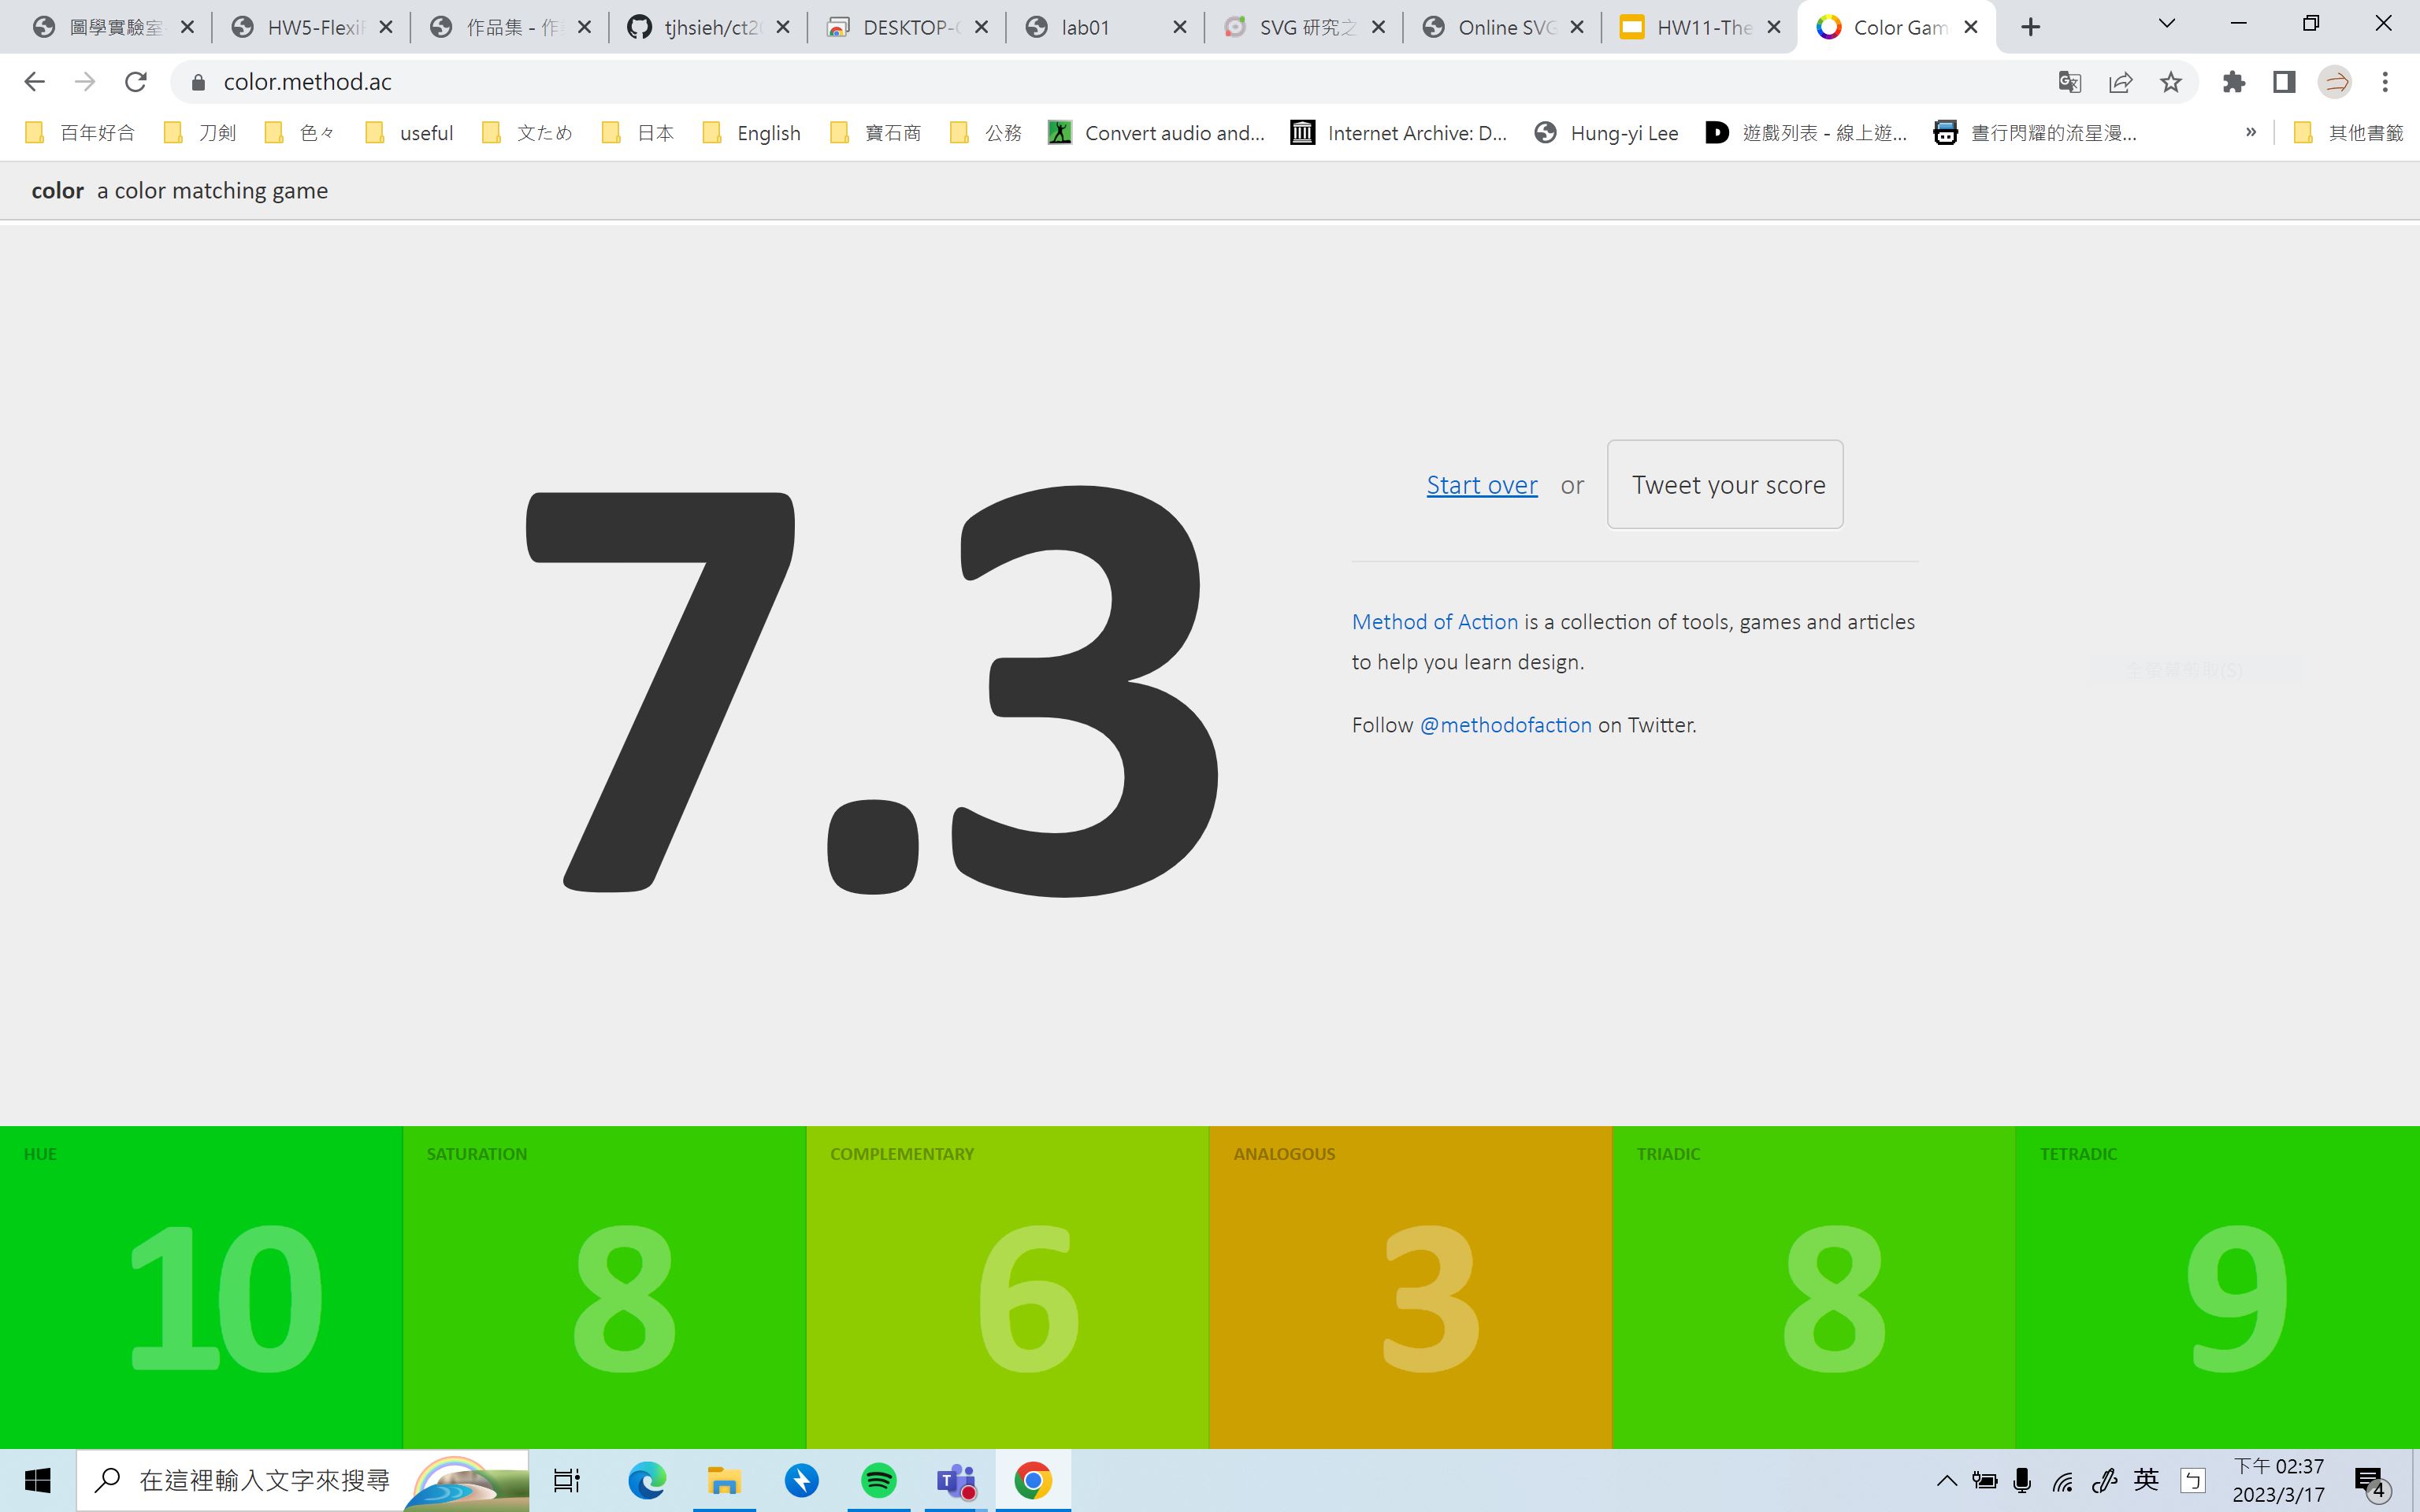 圖學實驗室
HW5-Flexi
作品集 - 作
tjhsieh/ct2
DESKTOP-
lab01
SVG 研究之
Online SVG
HW11-The
Color Gam
color.method.ac
百年好合
刀剣
色々
useful
文ため
日本
English
寶石商
公務
Convert audio and...
Internet Archive: D...
Hung-yi Lee
遊戲列表 - 線上遊...
晝行閃耀的流星漫...
»
其他書籤
color a color matching game
7.3
Start over or Tweet your score
Method of Action is a collection of tools, games and articles
to help you learn design.
Follow @methodofaction on Twitter.
HUE
10
SATURATION
8
COMPLEMENTARY
6
ANALOGOUS
3
TRIADIC
8
TETRADIC
9
在這裡輸入文字來搜尋
英
ㄅ
下午 02:37
2023/3/17
4